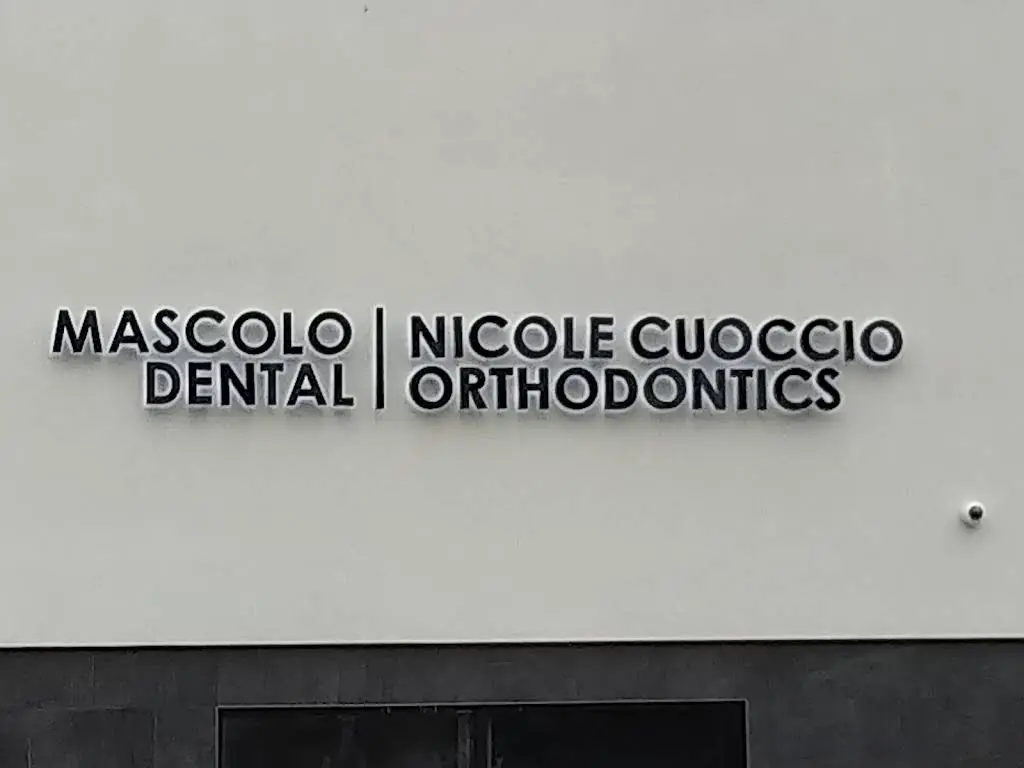 MASCOLO
DENTAL
NICOLE CUOCCIO
ORTHODONTICS